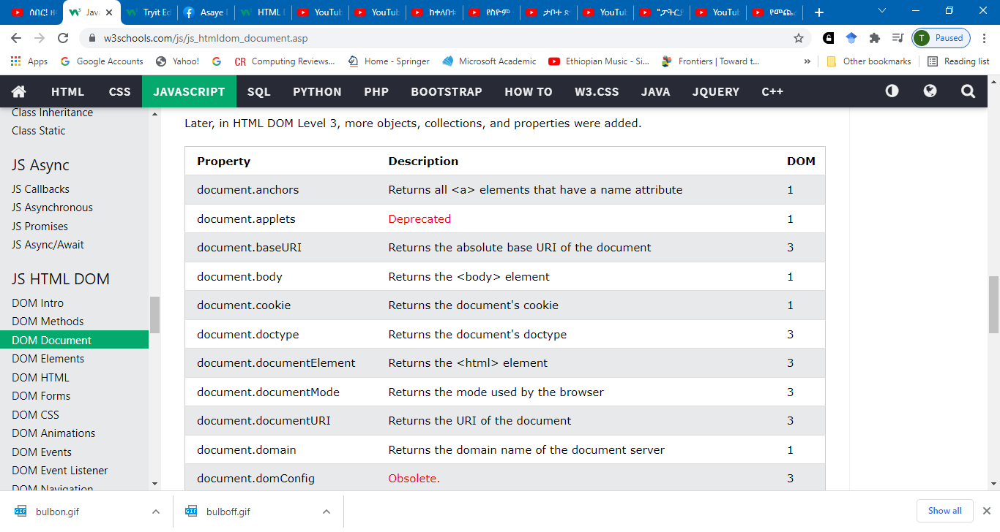 ሰበር! 
Java
Tryit Ed
Asaye
HTML
YouTub
YouTub
ከቀለበት
የስዮም
ታቦተ
YouTub
"ፓትርያ
YouTub
የመጨ
w3schools.com/js/js_htmldom_document.asp
T Paused
Apps
Google Accounts
Yahoo!
CR Computing Reviews...
Home - Springer
Microsoft Academic
Ethiopian Music - Si...
Frontiers | Toward t...
»
Other bookmarks
Reading list
HTML CSS JAVASCRIPT SQL PYTHON PHP BOOTSTRAP HOW TO W3.CSS JAVA JQUERY C++
Class Inheritance
Class Static
JS Async
JS Callbacks
JS Asynchronous
JS Promises
JS Async/Await
JS HTML DOM
DOM Intro
DOM Methods
DOM Document
DOM Elements
DOM HTML
DOM Forms
DOM CSS
DOM Animations
DOM Events
DOM Event Listener
DOM Navigation
Later, in HTML DOM Level 3, more objects, collections, and properties were added.
Property Description DOM
document.anchors Returns all <a> elements that have a name attribute 1
document.applets Deprecated 1
document.baseURI Returns the absolute base URI of the document 3
document.body Returns the <body> element 1
document.cookie Returns the document's cookie 1
document.doctype Returns the document's doctype 3
document.documentElement Returns the <html> element 3
document.documentMode Returns the mode used by the browser 3
document.documentURI Returns the URI of the document 3
document.domain Returns the domain name of the document server 1
document.domConfig Obsolete. 3
GIF bulbon.gif
GIF bulboff.gif
Show all